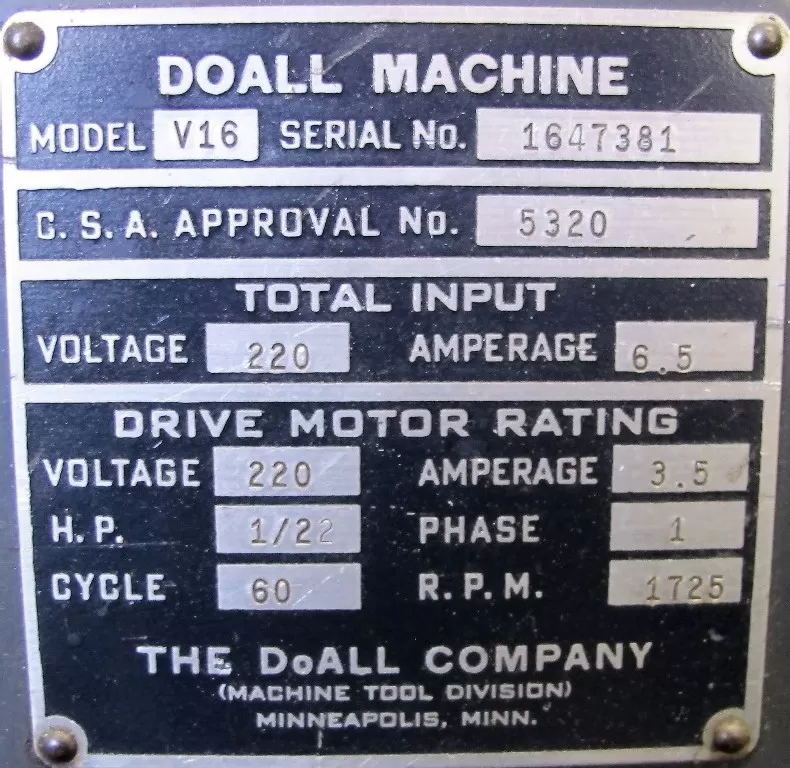 DOALL MACHINE
MODEL V16 SERIAL No. 1647381
C. S. A. APPROVAL No. 5320
TOTAL INPUT
VOLTAGE 220 AMPERAGE 6.5
DRIVE MOTOR RATING
VOLTAGE 220 AMPERAGE 3.5
H. P. 1/22 PHASE 1
CYCLE 60 R. P. M. 1725
THE DoALL COMPANY
(MACHINE TOOL DIVISION)
MINNEAPOLIS, MINN.